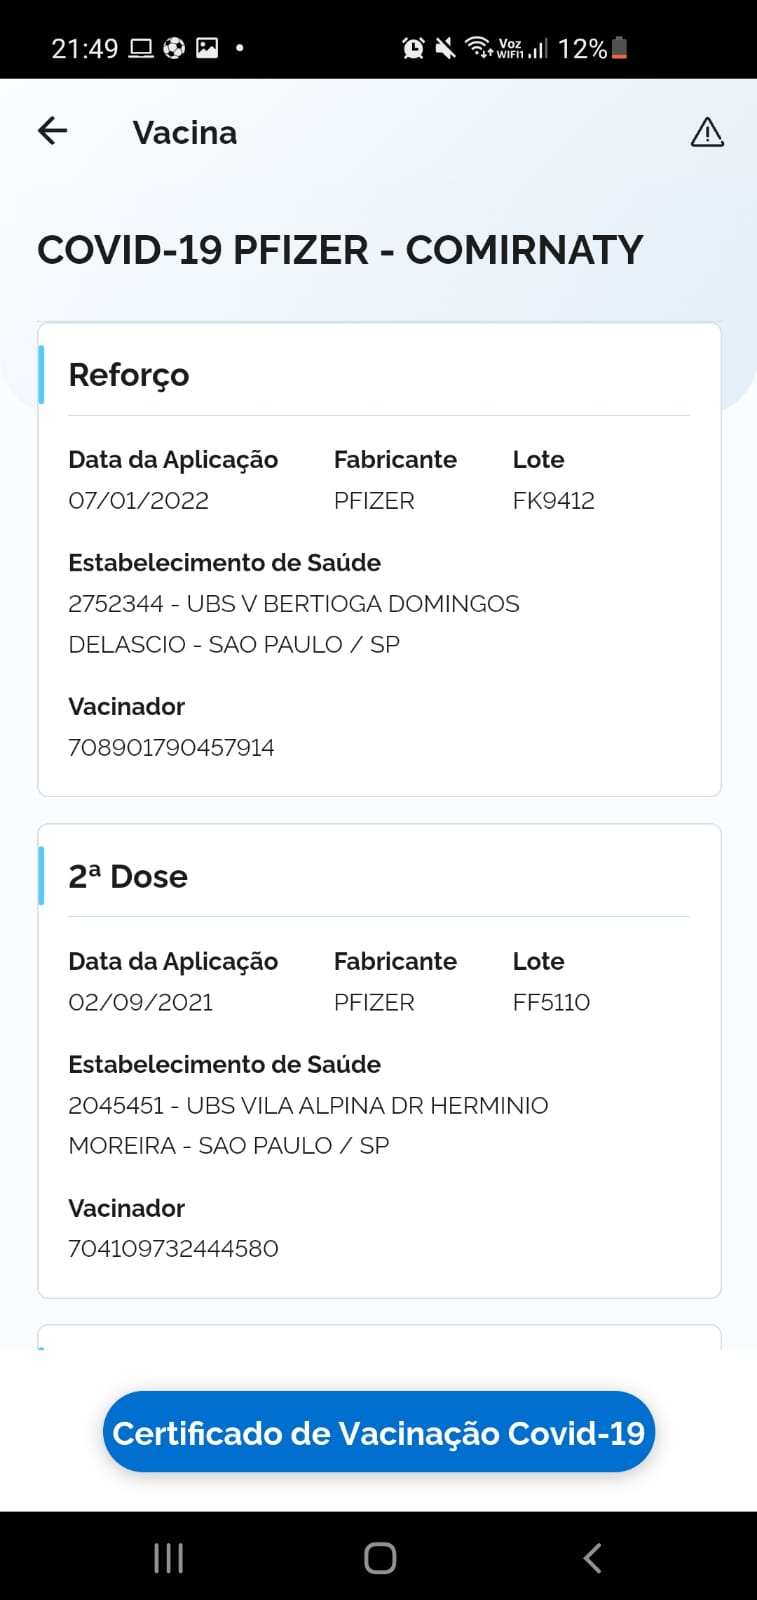 21:49 Voz WIFI1 12%
Vacina
COVID-19 PFIZER - COMIRNATY
Reforço
Data da Aplicação Fabricante Lote
07/01/2022 PFIZER FK9412
Estabelecimento de Saúde
2752344 - UBS V BERTIOGA DOMINGOS
DELASCIO - SAO PAULO / SP
Vacinador
708901790457914
2ª Dose
Data da Aplicação Fabricante Lote
02/09/2021 PFIZER FF5110
Estabelecimento de Saúde
2045451 - UBS VILA ALPINA DR HERMINIO
MOREIRA - SAO PAULO / SP
Vacinador
704109732444580
Certificado de Vacinação Covid-19